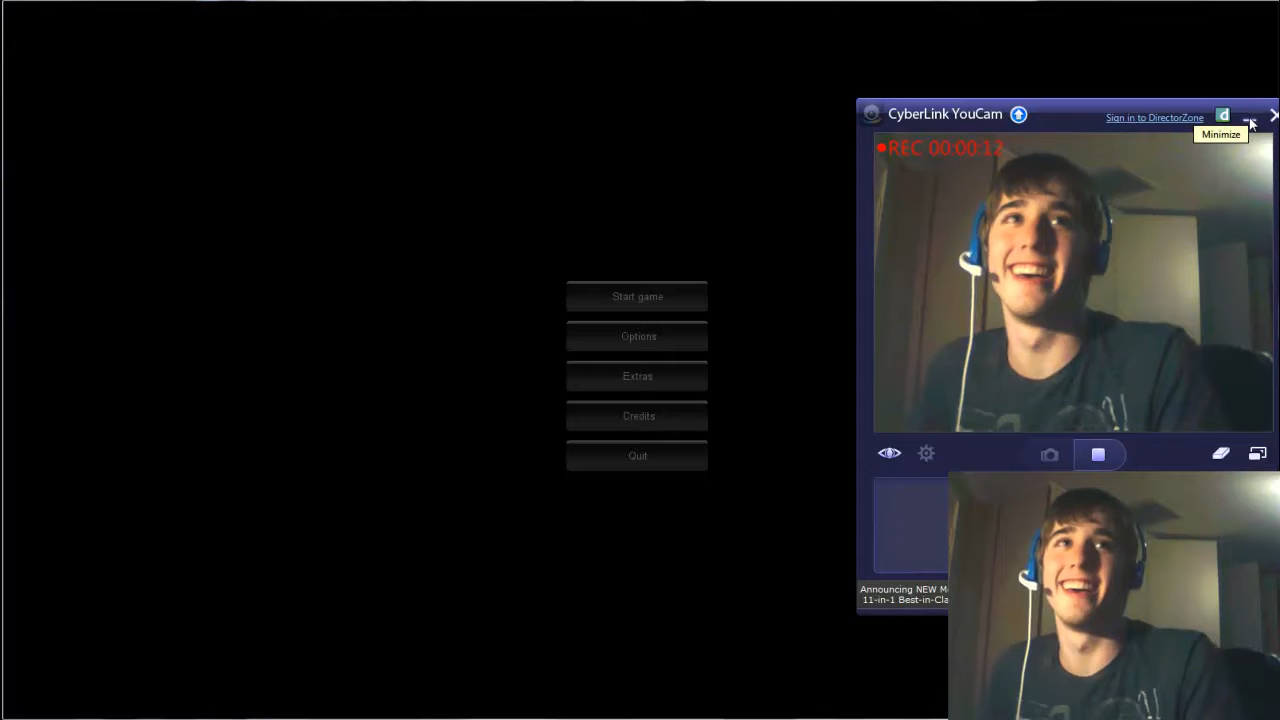 CyberLink YouCam
Sign in to DirectorZone
d
Minimize
REC 00:00:12
Start game
Options
Extras
Credits
Quit
Announcing NEW
11-in-1 Best-in-